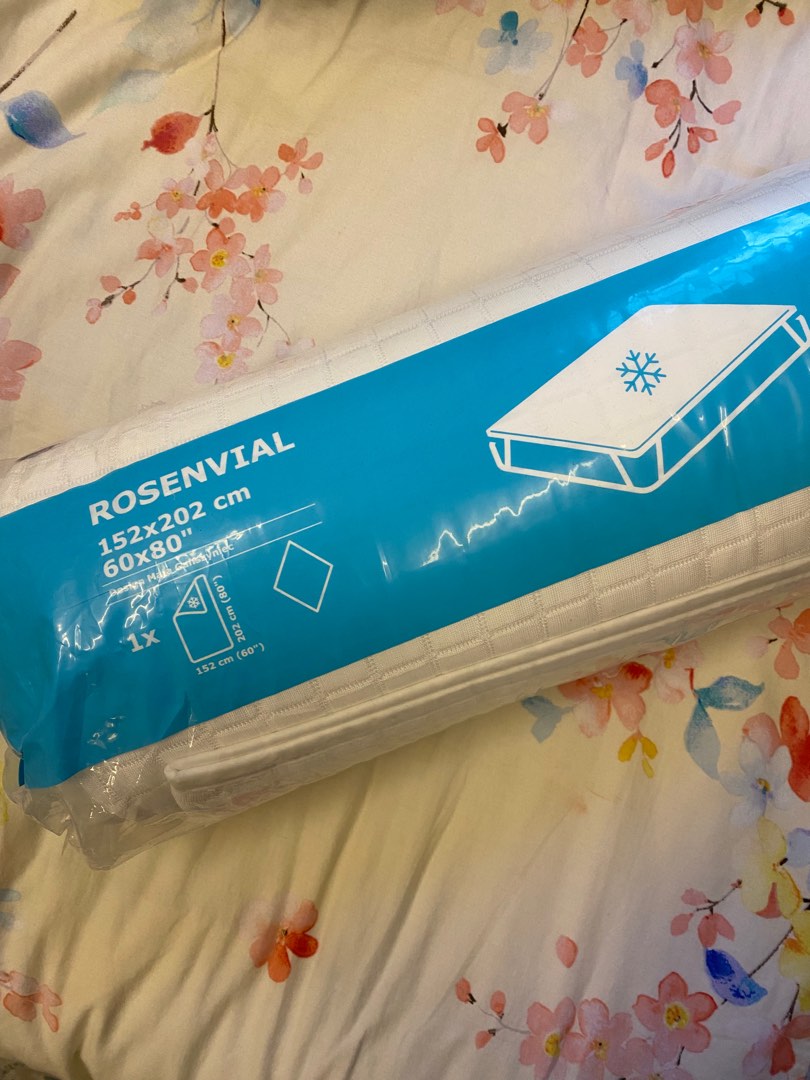 ROSENVIAL
152x202 cm
60x80"
1x
202 cm (80")
152 cm (60")